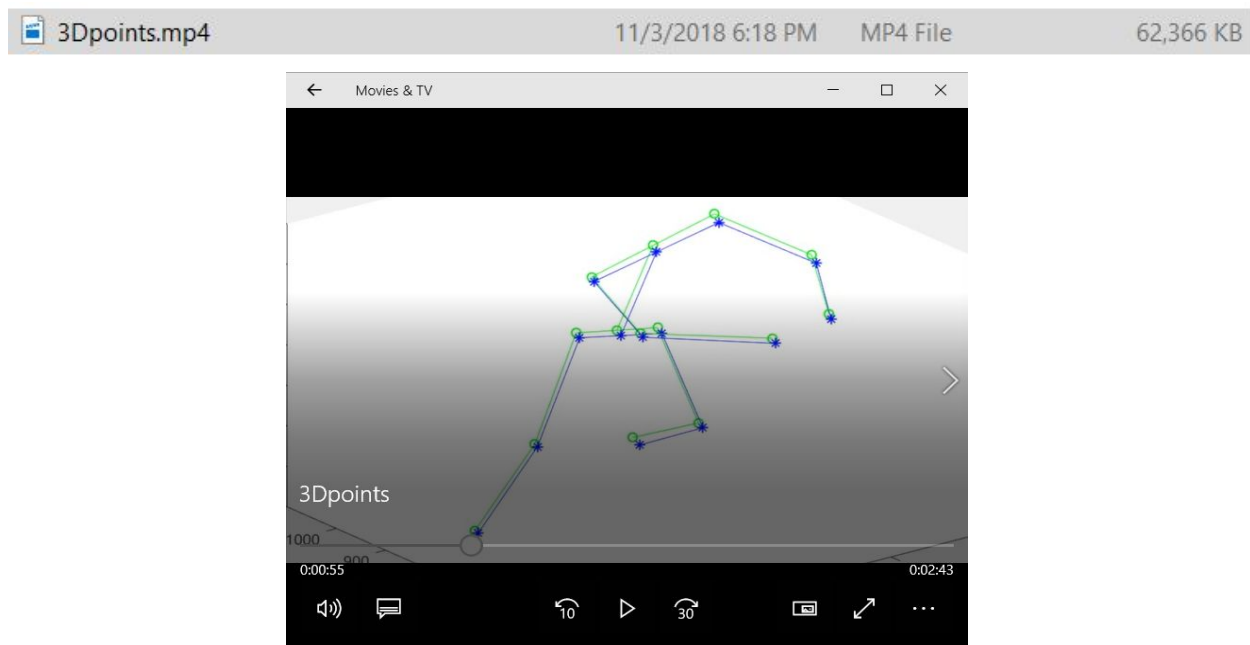 3Dpoints.mp4 11/3/2018 6:18 PM MP4 File 62,366 KB
Movies & TV
3Dpoints
1000
800
0:00:55 0:02:43
10 30